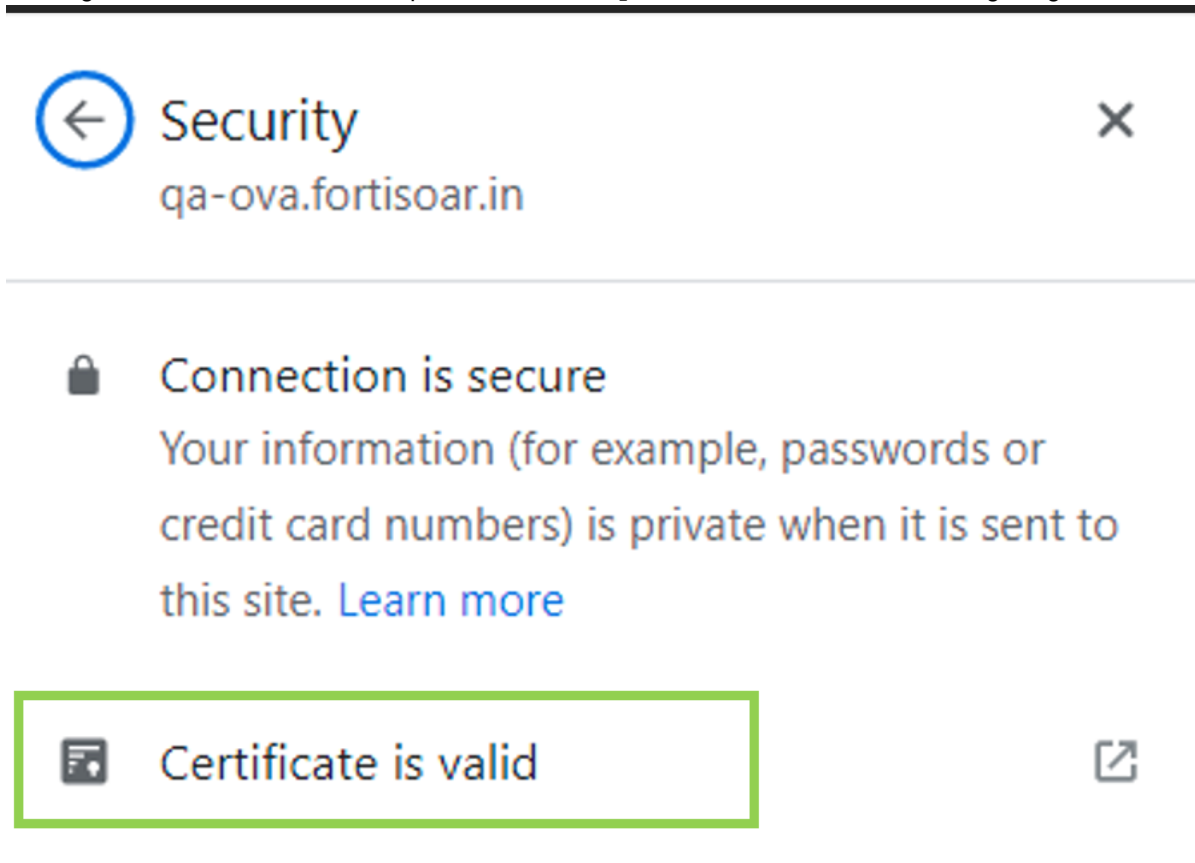 Security
qa-ova.fortisoar.in
Connection is secure
Your information (for example, passwords or
credit card numbers) is private when it is sent to
this site. Learn more
Certificate is valid